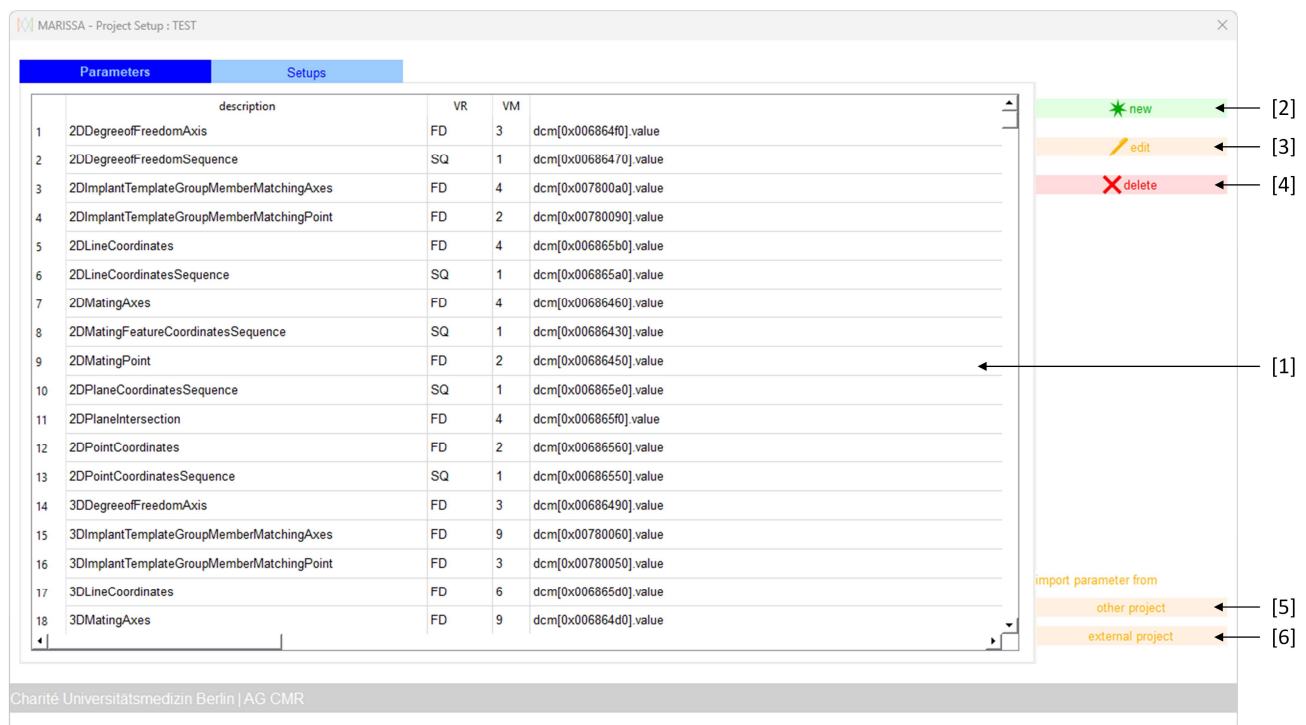 MARISSA - Project Setup : TEST
Parameters Setups
description VR VM
1 2DDegreeofFreedomAxis FD 3 dcm[0x006864f0].value
2 2DDegreeofFreedomSequence SQ 1 dcm[0x00686470].value
3 2DImplantTemplateGroupMemberMatchingAxes FD 4 dcm[0x007800a0].value
4 2DImplantTemplateGroupMemberMatchingPoint FD 2 dcm[0x00780090].value
5 2DLineCoordinates FD 4 dcm[0x006865b0].value
6 2DLineCoordinatesSequence SQ 1 dcm[0x006865a0].value
7 2DMatingAxes FD 4 dcm[0x00686460].value
8 2DMatingFeatureCoordinatesSequence SQ 1 dcm[0x00686430].value
9 2DMatingPoint FD 2 dcm[0x00686450].value
10 2DPlaneCoordinatesSequence SQ 1 dcm[0x006865e0].value
11 2DPlaneIntersection FD 4 dcm[0x006865f0].value
12 2DPointCoordinates FD 2 dcm[0x00686560].value
13 2DPointCoordinatesSequence SQ 1 dcm[0x00686550].value
14 3DDegreeofFreedomAxis FD 3 dcm[0x00686490].value
15 3DImplantTemplateGroupMemberMatchingAxes FD 9 dcm[0x00780060].value
16 3DImplantTemplateGroupMemberMatchingPoint FD 3 dcm[0x00780050].value
17 3DLineCoordinates FD 6 dcm[0x006865d0].value
18 3DMatingAxes FD 9 dcm[0x006864d0].value
new [2]
edit [3]
delete [4]
[1]
import parameter from
other project [5]
external project [6]
Charité Universitätsmedizin Berlin | AG CMR